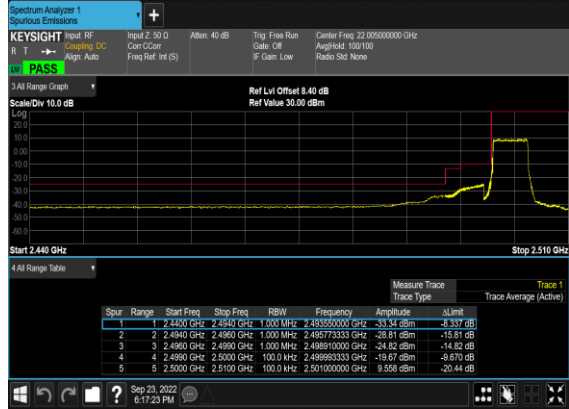 Spectrum Analyzer 1
Spurious Emissions
KEYSIGHT Input: RF Input Z: 50 Ω Atten: 40 dB Trig: Free Run Center Freq: 22.005000000 GHz
R T Coupling: DC Corr CCorr Gate: Off Avg|Hold: 100/100
Align: Auto Freq Ref: Int (S) IF Gain: Low Radio Std: None
PASS
3 All Range Graph
Ref Lvl Offset 8.40 dB
Scale/Div 10.0 dB Ref Value 30.00 dBm
Log
20.0
10.0
0.00
-10.0
-20.0
-30.0
-40.0
-50.0
-60.0
Start 2.440 GHz Stop 2.510 GHz
4 All Range Table
Measure Trace Trace 1
Trace Type Trace Average (Active)
Spur Range Start Freq Stop Freq RBW Frequency Amplitude ΔLimit
1 1 2.4400 GHz 2.4940 GHz 1.000 MHz 2.493550000 GHz -33.34 dBm -8.337 dB
2 2 2.4940 GHz 2.4960 GHz 1.000 MHz 2.495773333 GHz -28.81 dBm -15.81 dB
3 3 2.4960 GHz 2.4990 GHz 1.000 MHz 2.498910000 GHz -24.82 dBm -14.82 dB
4 4 2.4990 GHz 2.5000 GHz 100.0 kHz 2.499993333 GHz -19.67 dBm -9.670 dB
5 5 2.5000 GHz 2.5100 GHz 100.0 kHz 2.501000000 GHz 9.558 dBm -20.44 dB
? Sep 23, 2022
6:17:23 PM